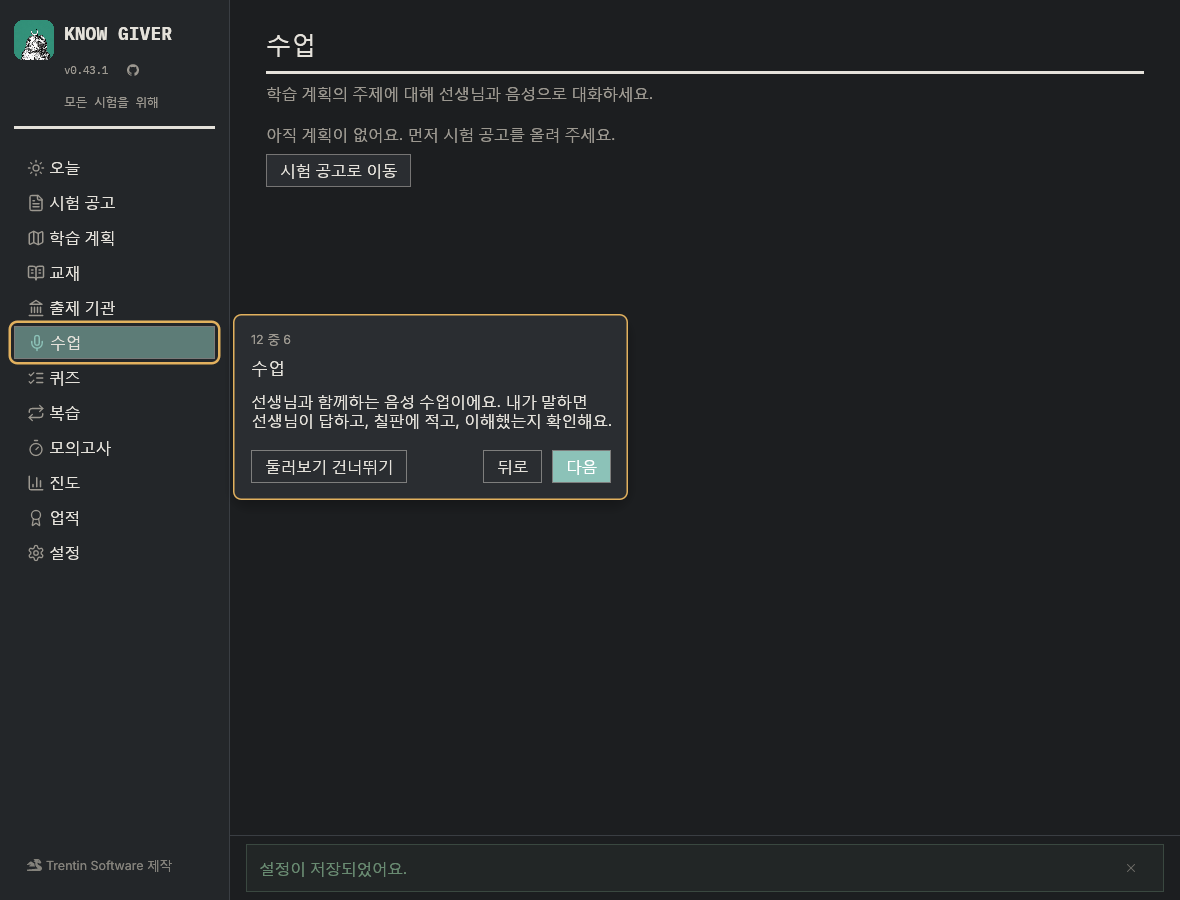 KNOW GIVER
v0.43.1
모든 시험을 위해
오늘
시험 공고
학습 계획
교재
출제 기관
수업
퀴즈
복습
모의고사
진도
업적
설정
Trentin Software 제작
수업
학습 계획의 주제에 대해 선생님과 음성으로 대화하세요.
아직 계획이 없어요. 먼저 시험 공고를 올려 주세요.
시험 공고로 이동
12 중 6
수업
선생님과 함께하는 음성 수업이에요. 내가 말하면
선생님이 답하고, 칠판에 적고, 이해했는지 확인해요.
둘러보기 건너뛰기
뒤로
다음
설정이 저장되었어요.